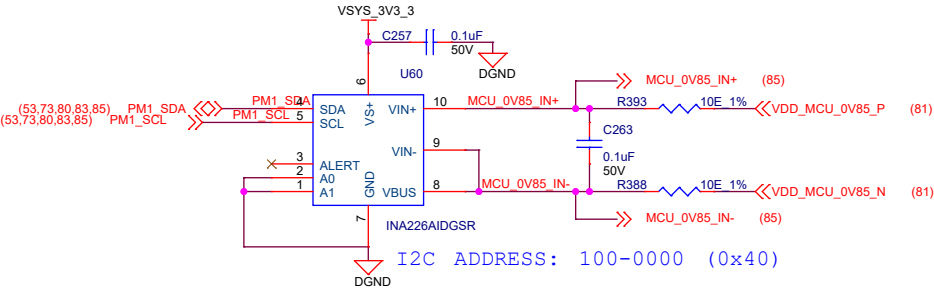 VSYS_3V3_3
C257
0.1uF
50V
DGND
U60
6
VS+
MCU_0V85_IN+ (85)
(53,73,80,83,85) PM1_SDA
PM1_SDA
4
SDA
VIN+
10
MCU_0V85_IN+
R393
10E_1%
VDD_MCU_0V85_P (81)
(53,73,80,83,85) PM1_SCL
PM1_SCL
5
SCL
C263
0.1uF
50V
VIN-
9
3
ALERT
2
A0
1
A1
GND
7
VBUS
8
MCU_0V85_IN-
R388
10E_1%
VDD_MCU_0V85_N (81)
MCU_0V85_IN- (85)
INA226AIDGSR
DGND
I2C ADDRESS: 100-0000 (0x40)